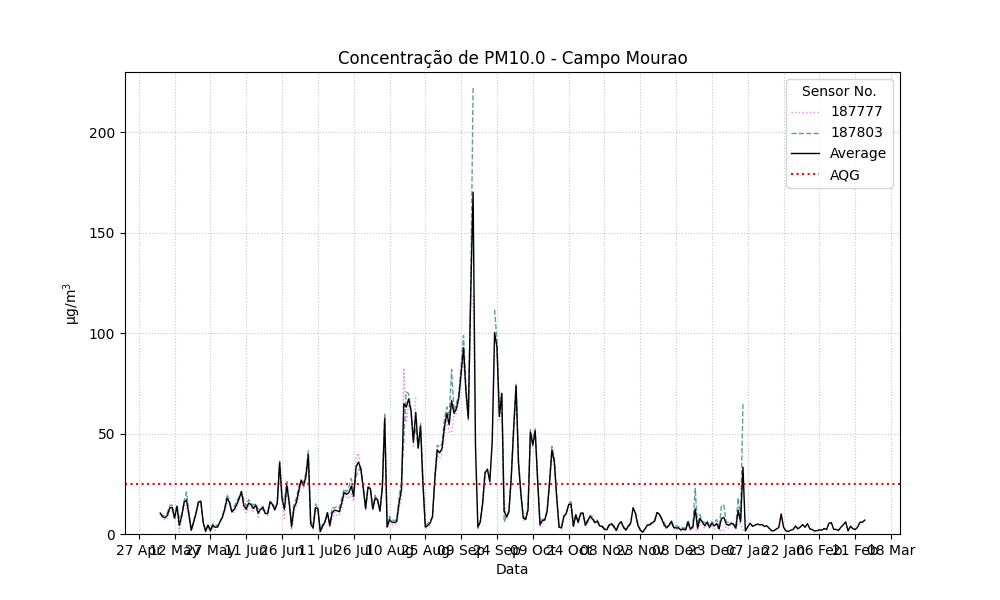 Concentração de PM10.0 - Campo Mourao
Sensor No.
187777
187803
Average
AQG
200
150
100
50
0
µg/m³
27 Apr 12 May 27 May 11 Jun 26 Jun 11 Jul 26 Jul 10 Aug 25 Aug 09 Sep 24 Sep 09 Oct 24 Oct 08 Nov 23 Nov 08 Dec 23 Dec 07 Jan 22 Jan 06 Feb 21 Feb 08 Mar
Data